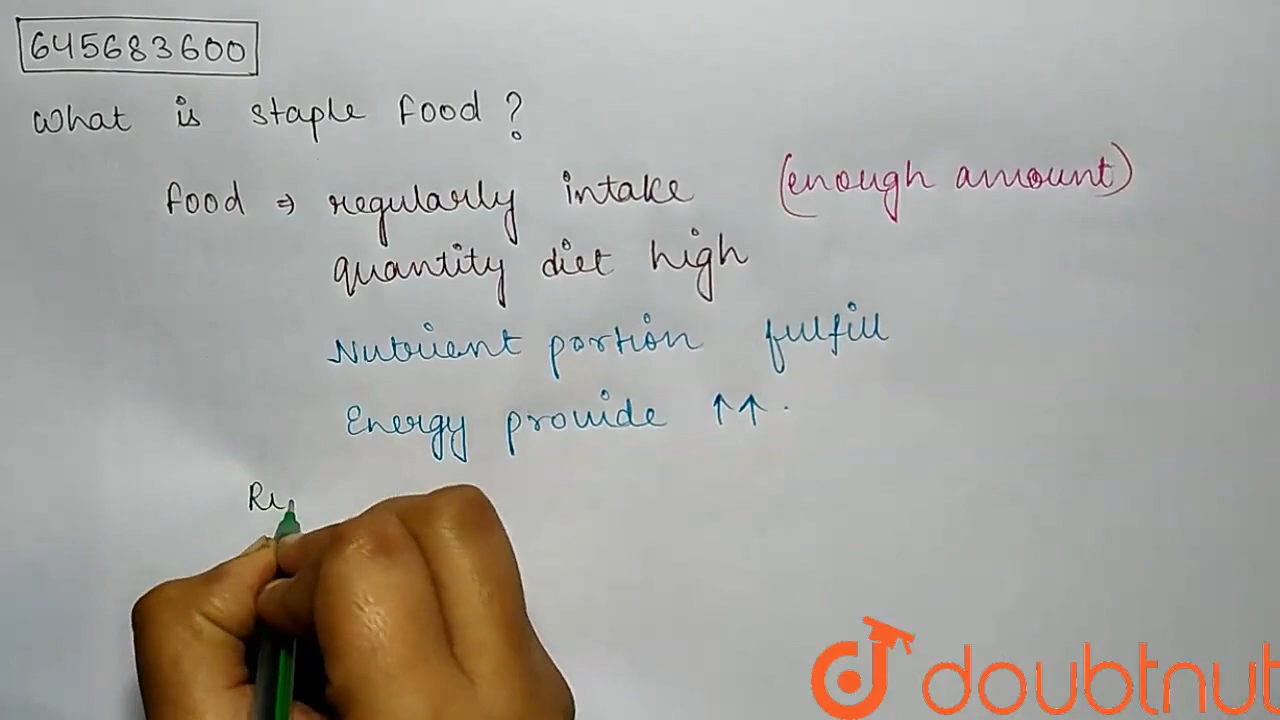 645683600
What is staple food ?
food ⇒ regularly intake (enough amount)
quantity diet high
Nutrient portion fulfill
Energy provide ↑↑ .
doubtnut